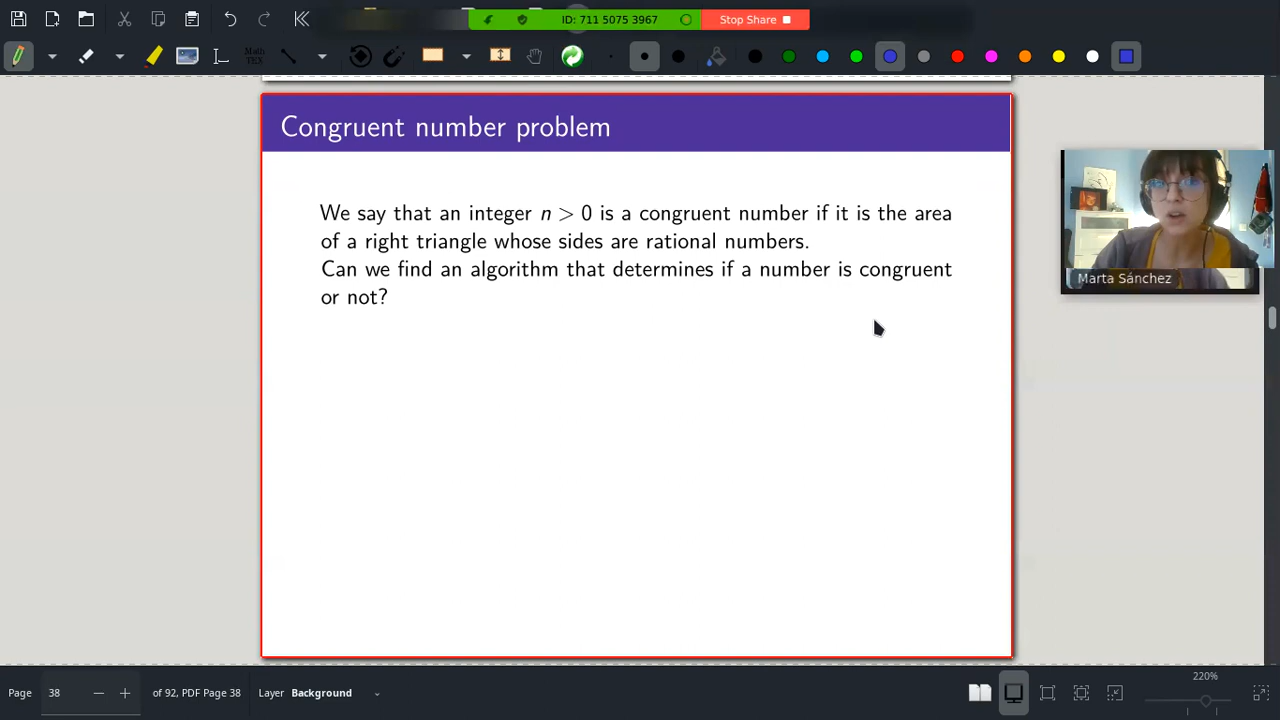 ID: 711 5075 3967
Stop Share
Math
TEX
Congruent number problem
We say that an integer n > 0 is a congruent number if it is the area
of a right triangle whose sides are rational numbers.
Can we find an algorithm that determines if a number is congruent
or not?
Marta Sánchez
Page 38 of 92, PDF Page 38 Layer Background
220%